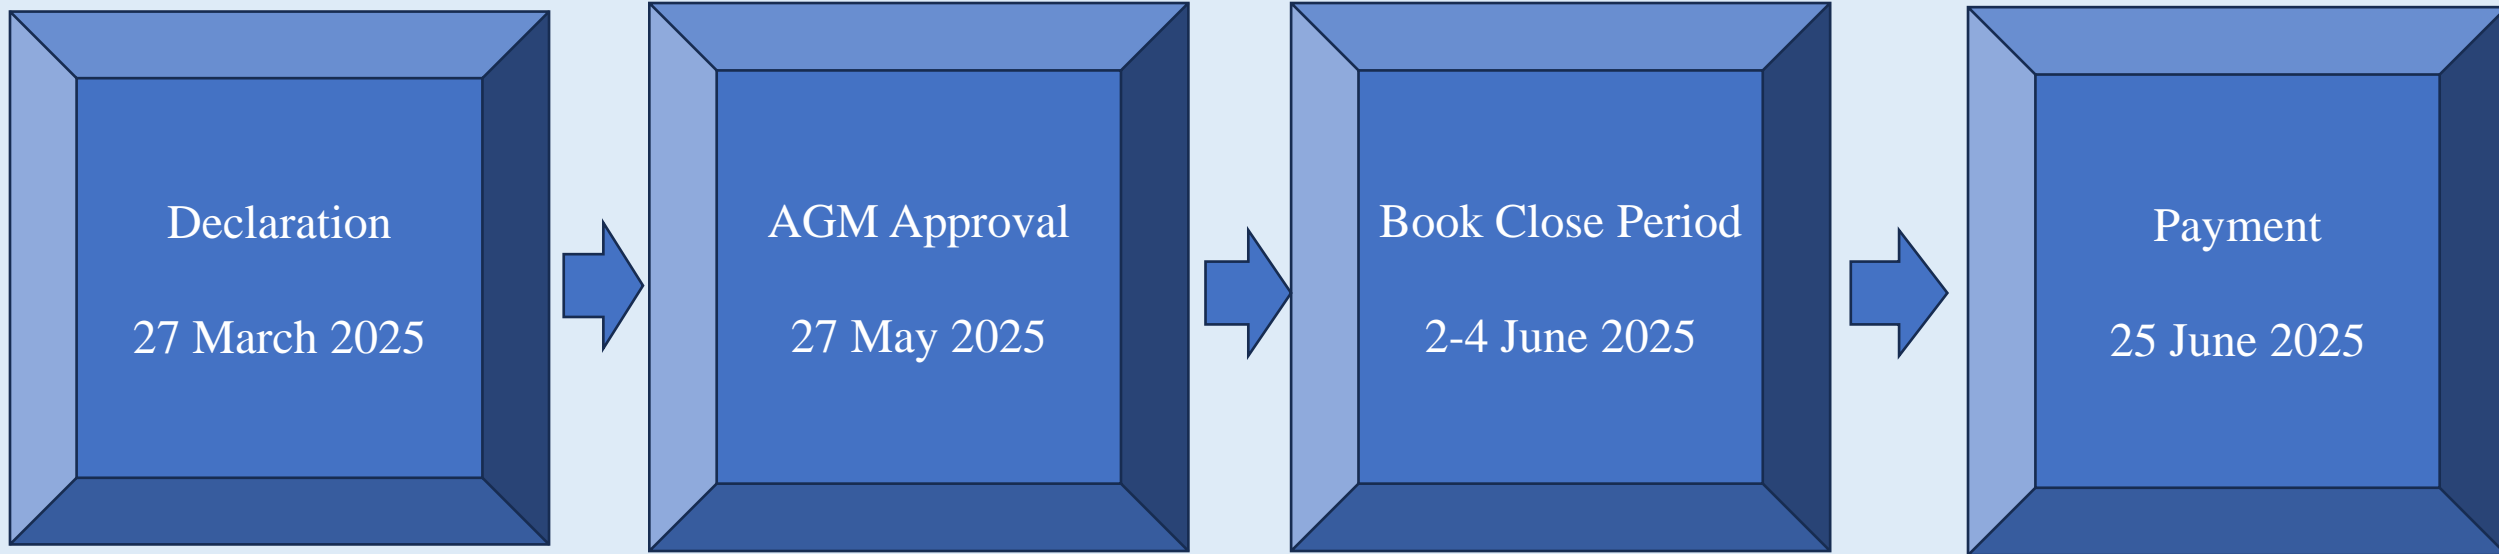 Declaration
27 March 2025
AGM Approval
27 May 2025
Book Close Period
2-4 June 2025
Payment
25 June 2025